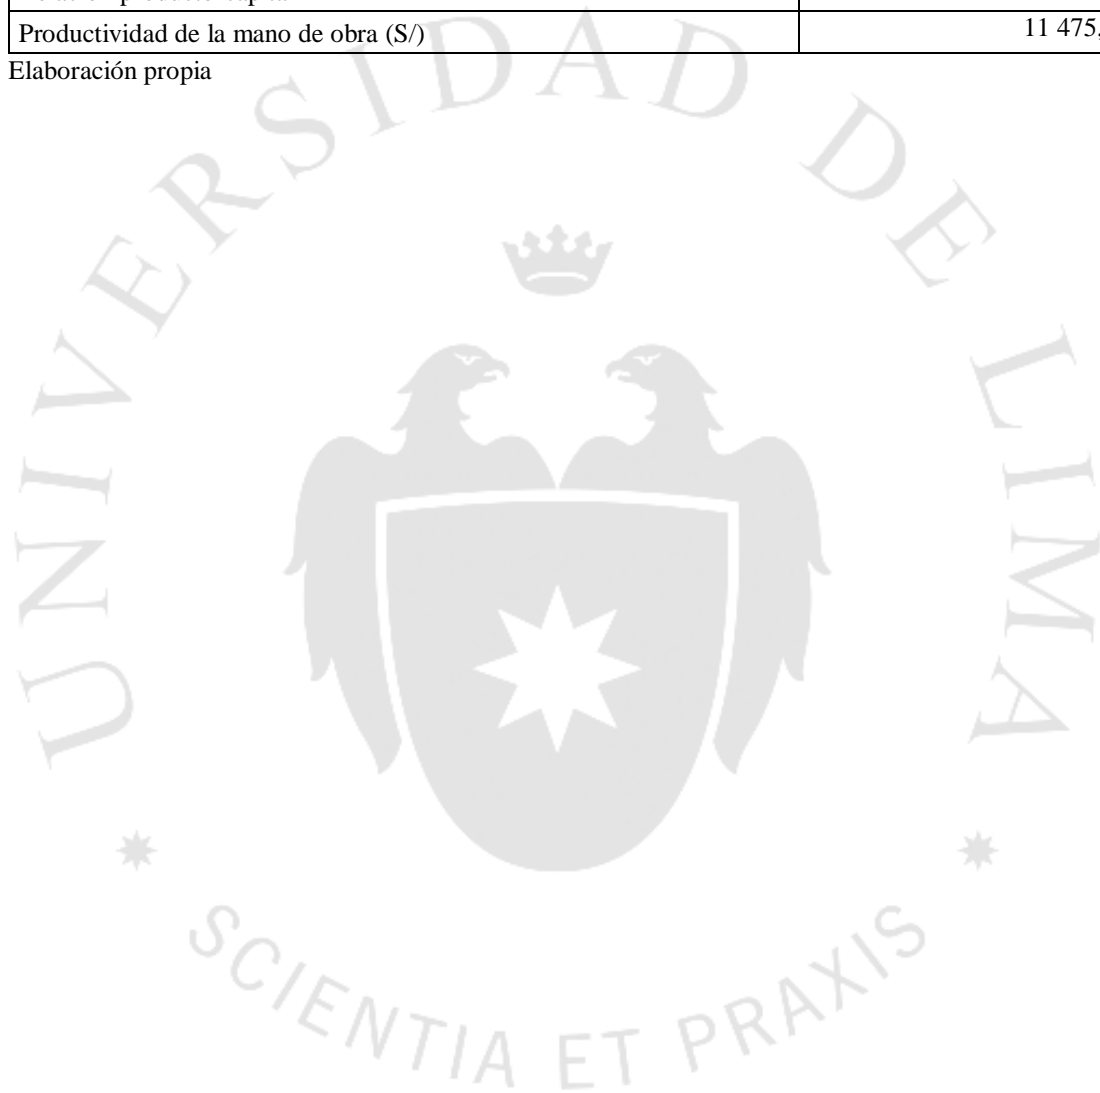 Productividad de la mano de obra (S/) 11 475,
Elaboración propia
UNIVERSIDAD DE LIMA
SCIENTIA ET PRAXIS